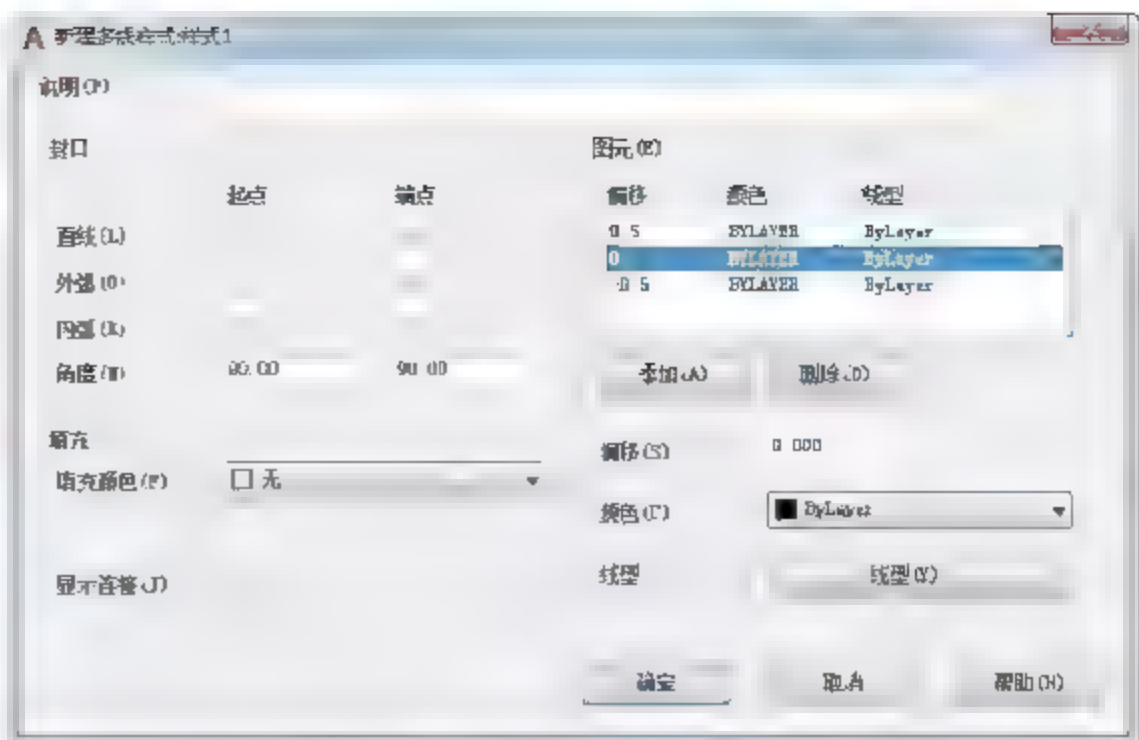 新建多线样式:样式1
说明(P)
封口
起点 端点
直线(L)
外弧(O)
内弧(R)
角度(N) 90.00 90.00
填充
填充颜色(F) 无
显示连接(J)
图元(E)
偏移 颜色 线型
0.5 BYLAYER ByLayer
0 BYLAYER ByLayer
-0.5 BYLAYER ByLayer
添加(A) 删除(D)
偏移(S) 0.000
颜色(C) ByLayer
线型 线型(Y)
确定 取消 帮助(H)